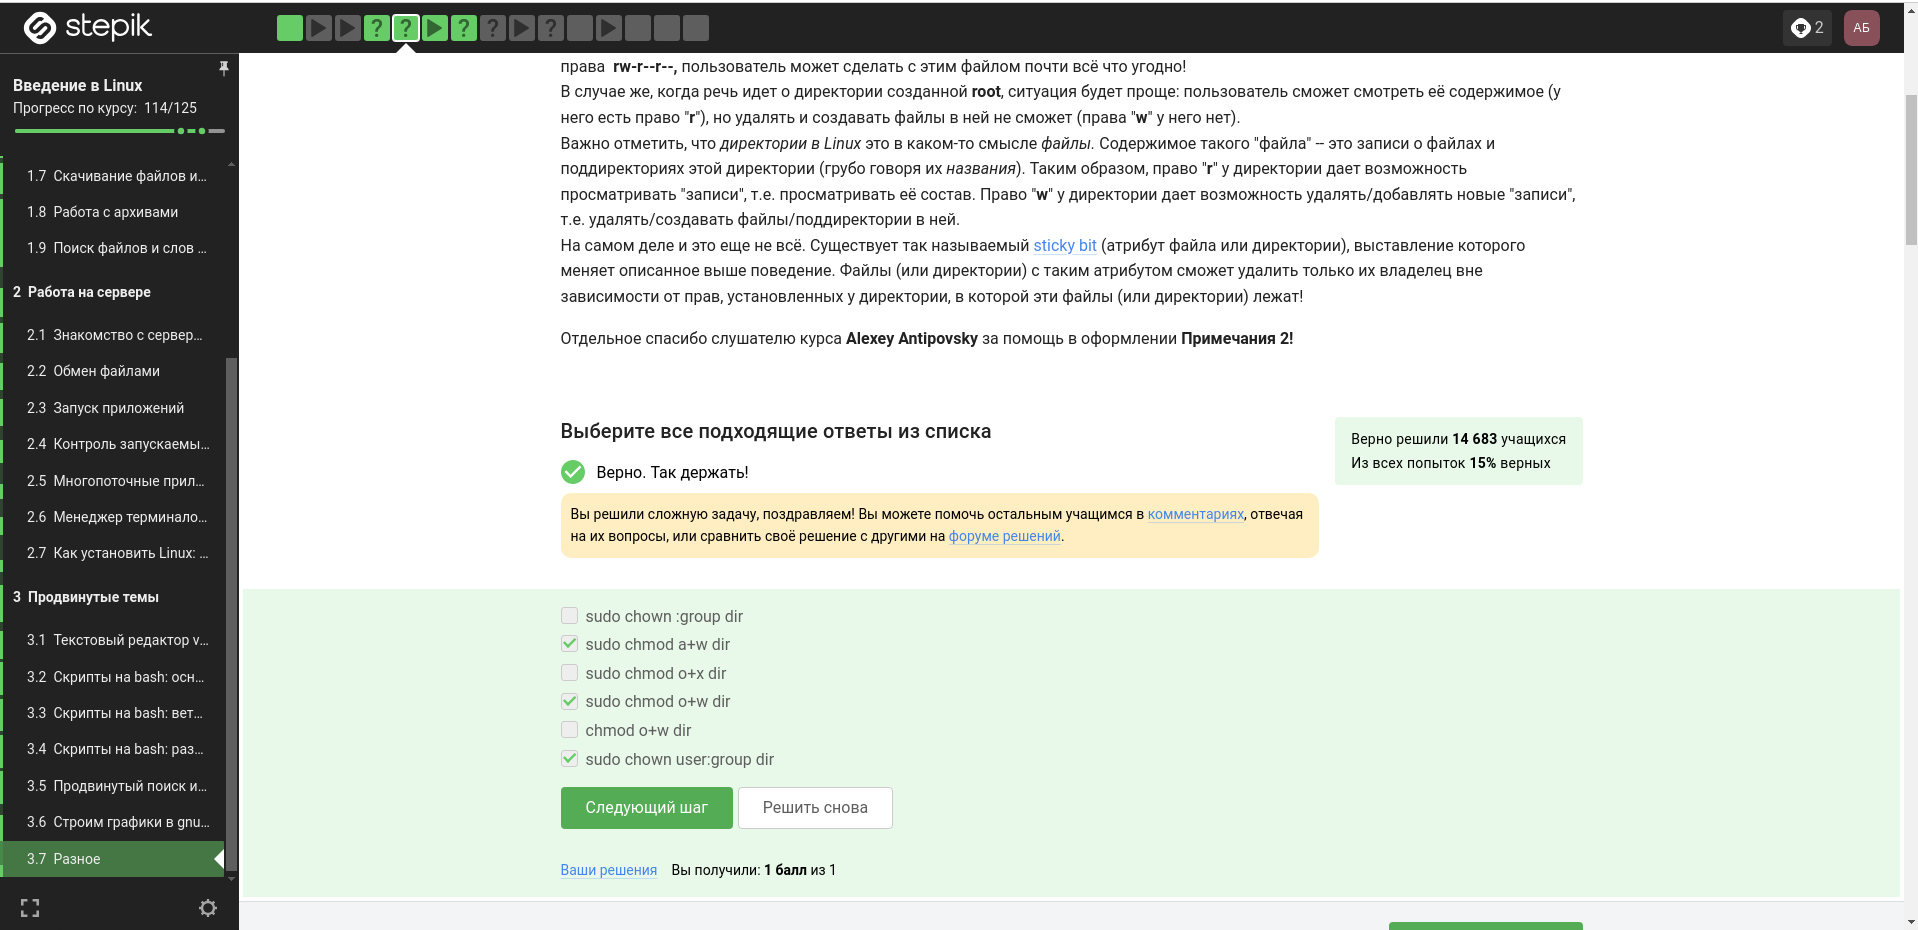 stepik
?
?
?
?
?
2
АБ
Введение в Linux
Прогресс по курсу: 114/125
1.7 Скачивание файлов и...
1.8 Работа с архивами
1.9 Поиск файлов и слов ...
2 Работа на сервере
2.1 Знакомство с сервер...
2.2 Обмен файлами
2.3 Запуск приложений
2.4 Контроль запускаемы...
2.5 Многопоточные прил...
2.6 Менеджер терминало...
2.7 Как установить Linux: ...
3 Продвинутые темы
3.1 Текстовый редактор v...
3.2 Скрипты на bash: осн...
3.3 Скрипты на bash: вет...
3.4 Скрипты на bash: раз...
3.5 Продвинутый поиск и...
3.6 Строим графики в gnu...
3.7 Разное
права rw-r--r--, пользователь может сделать с этим файлом почти всё что угодно!
В случае же, когда речь идет о директории созданной root, ситуация будет проще: пользователь сможет смотреть её содержимое (у
него есть право "r"), но удалять и создавать файлы в ней не сможет (права "w" у него нет).
Важно отметить, что директории в Linux это в каком-то смысле файлы. Содержимое такого "файла" -- это записи о файлах и
поддиректориях этой директории (грубо говоря их названия). Таким образом, право "r" у директории дает возможность
просматривать "записи", т.е. просматривать её состав. Право "w" у директории дает возможность удалять/добавлять новые "записи",
т.е. удалять/создавать файлы/поддиректории в ней.
На самом деле и это еще не всё. Существует так называемый sticky bit (атрибут файла или директории), выставление которого
меняет описанное выше поведение. Файлы (или директории) с таким атрибутом сможет удалить только их владелец вне
зависимости от прав, установленных у директории, в которой эти файлы (или директории) лежат!
Отдельное спасибо слушателю курса Alexey Antipovsky за помощь в оформлении Примечания 2!
Выберите все подходящие ответы из списка
Верно решили 14 683 учащихся
Из всех попыток 15% верных
Верно. Так держать!
Вы решили сложную задачу, поздравляем! Вы можете помочь остальным учащимся в комментариях, отвечая
на их вопросы, или сравнить своё решение с другими на форуме решений.
sudo chown :group dir
sudo chmod a+w dir
sudo chmod o+x dir
sudo chmod o+w dir
chmod o+w dir
sudo chown user:group dir
Следующий шаг
Решить снова
Ваши решения Вы получили: 1 балл из 1